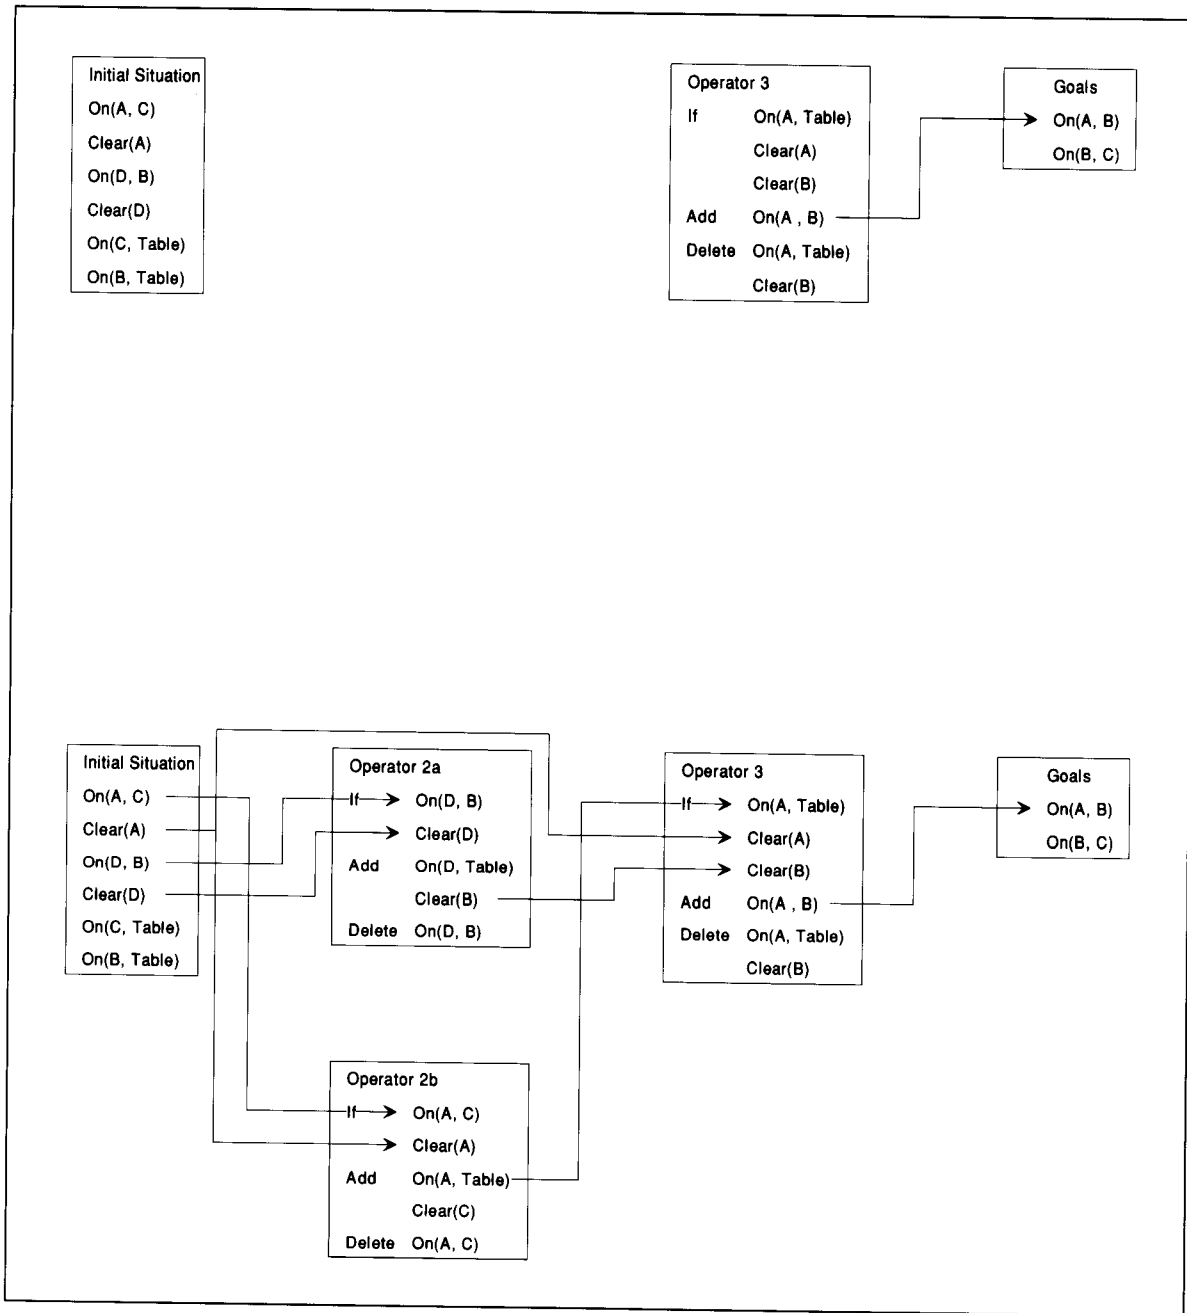 Initial Situation
On(A, C)
Clear(A)
On(D, B)
Clear(D)
On(C, Table)
On(B, Table)
Operator 3
If On(A, Table)
Clear(A)
Clear(B)
Add On(A , B)
Delete On(A, Table)
Clear(B)
Goals
On(A, B)
On(B, C)
Initial Situation
On(A, C)
Clear(A)
On(D, B)
Clear(D)
On(C, Table)
On(B, Table)
Operator 2a
If On(D, B)
Clear(D)
Add On(D, Table)
Clear(B)
Delete On(D, B)
Operator 3
If On(A, Table)
Clear(A)
Clear(B)
Add On(A , B)
Delete On(A, Table)
Clear(B)
Goals
On(A, B)
On(B, C)
Operator 2b
If On(A, C)
Clear(A)
Add On(A, Table)
Clear(C)
Delete On(A, C)